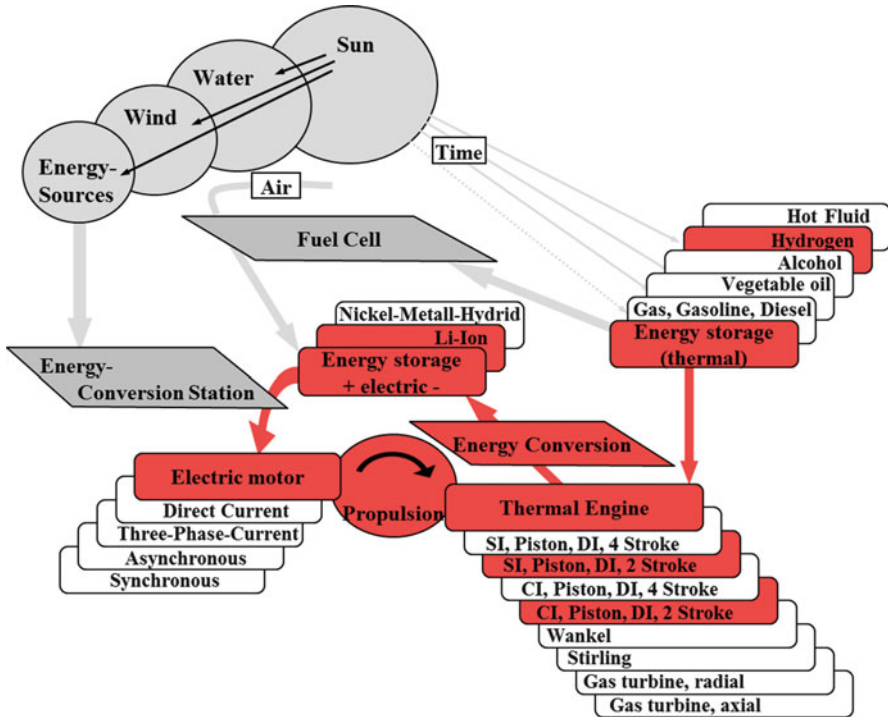 Sun
Water
Wind
Energy-
Sources
Time
Air
Fuel Cell
Hot Fluid
Hydrogen
Alcohol
Vegetable oil
Gas, Gasoline, Diesel
Energy storage
(thermal)
Nickel-Metall-Hydrid
Li-Ion
Energy storage
+ electric -
Energy-
Conversion Station
Energy Conversion
Electric motor
Direct Current
Three-Phase-Current
Asynchronous
Synchronous
Propulsion
Thermal Engine
SI, Piston, DI, 4 Stroke
SI, Piston, DI, 2 Stroke
CI, Piston, DI, 4 Stroke
CI, Piston, DI, 2 Stroke
Wankel
Stirling
Gas turbine, radial
Gas turbine, axial